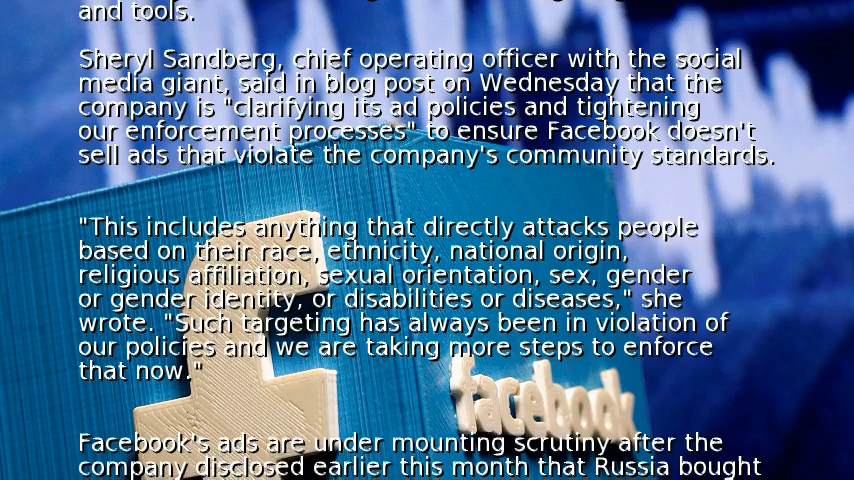 and tools.
Sheryl Sandberg, chief operating officer with the social
media giant, said in blog post on Wednesday that the
company is "clarifying its ad policies and tightening
our enforcement processes" to ensure Facebook doesn't
sell ads that violate the company's community standards.
"This includes anything that directly attacks people
based on their race, ethnicity, national origin,
religious affiliation, sexual orientation, sex, gender
or gender identity, or disabilities or diseases," she
wrote. "Such targeting has always been in violation of
our policies and we are taking more steps to enforce
that now."
f
facebook
Facebook's ads are under mounting scrutiny after the
company disclosed earlier this month that Russia bought